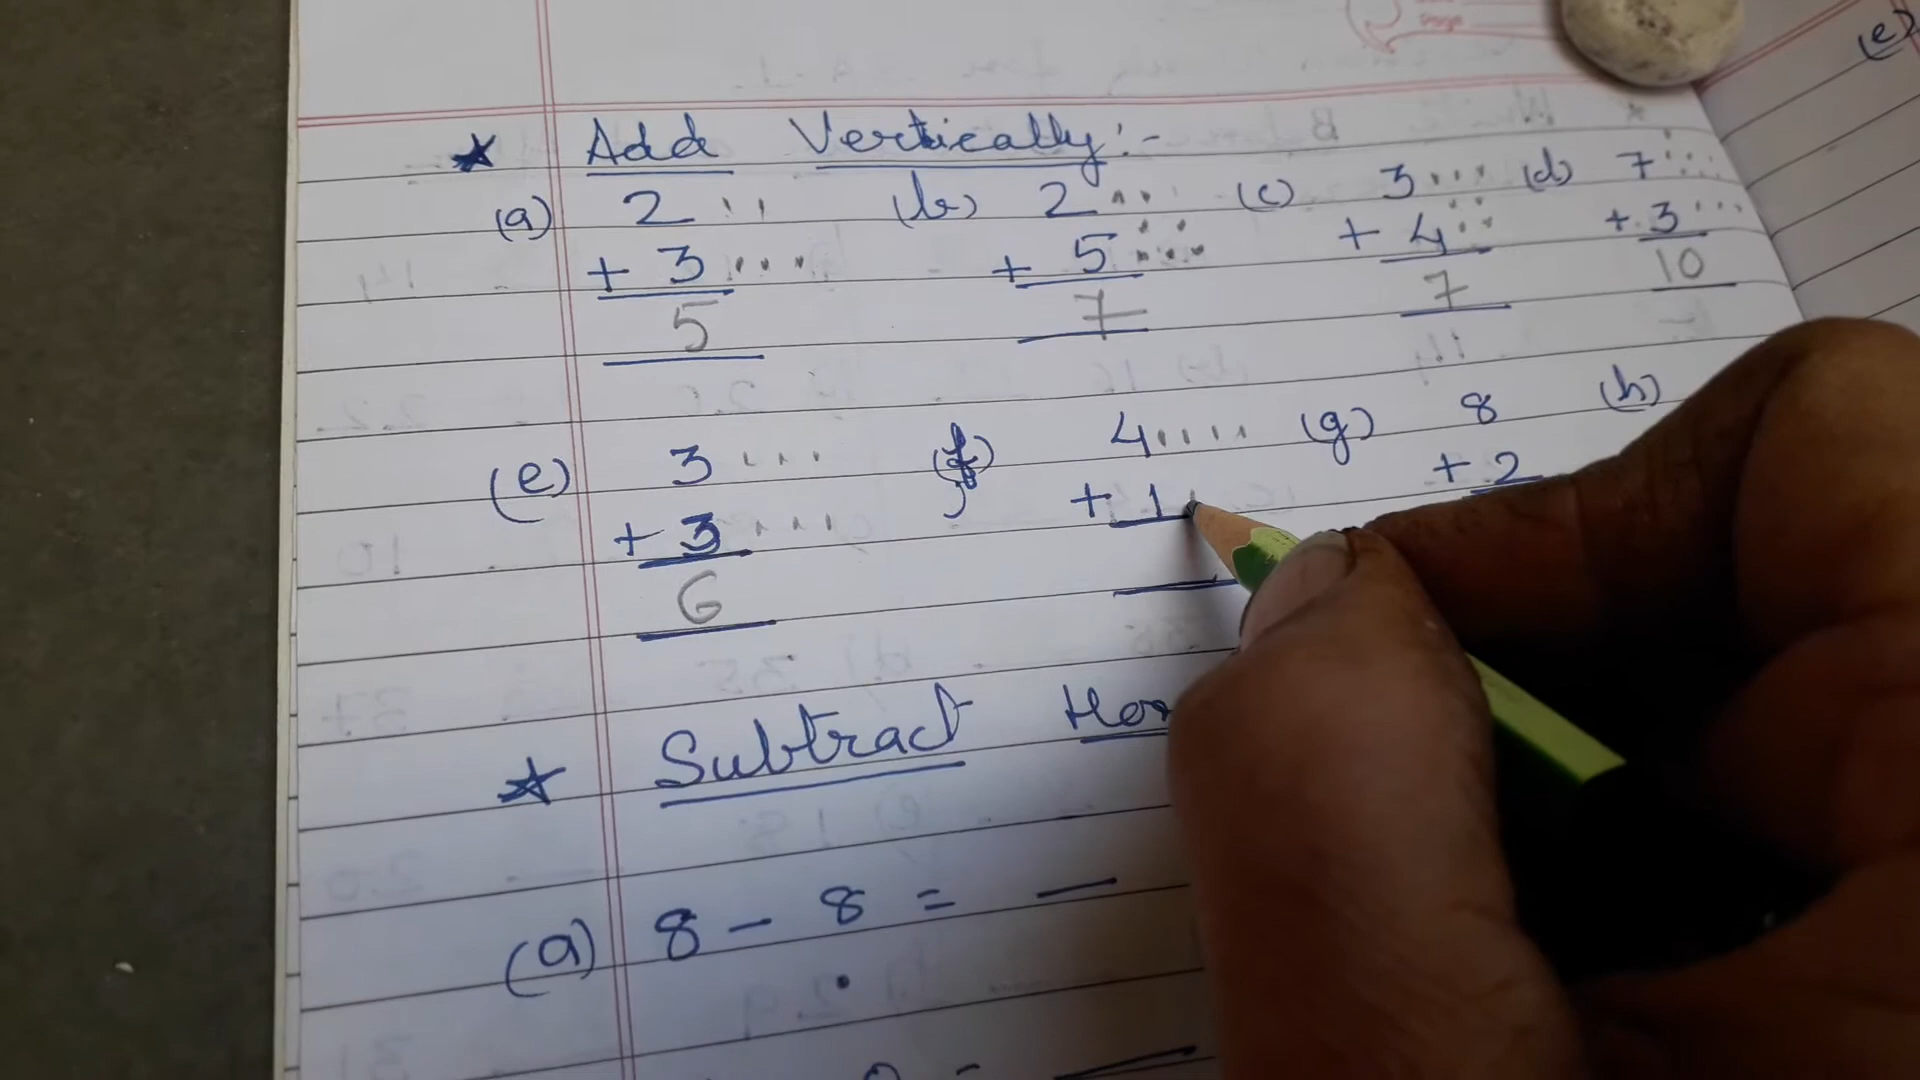 (e)
★ Add Vertically:-
(a) 2 (b) 2 (c) 3 (d) 7
+ 3 + 5 + 4 + 3
5 7 7 10
(e) 3 (f) 4 (g) 8 (h)
+ 3 + 1 + 2
6
★ Subtract Hor
(a) 8 - 8 =